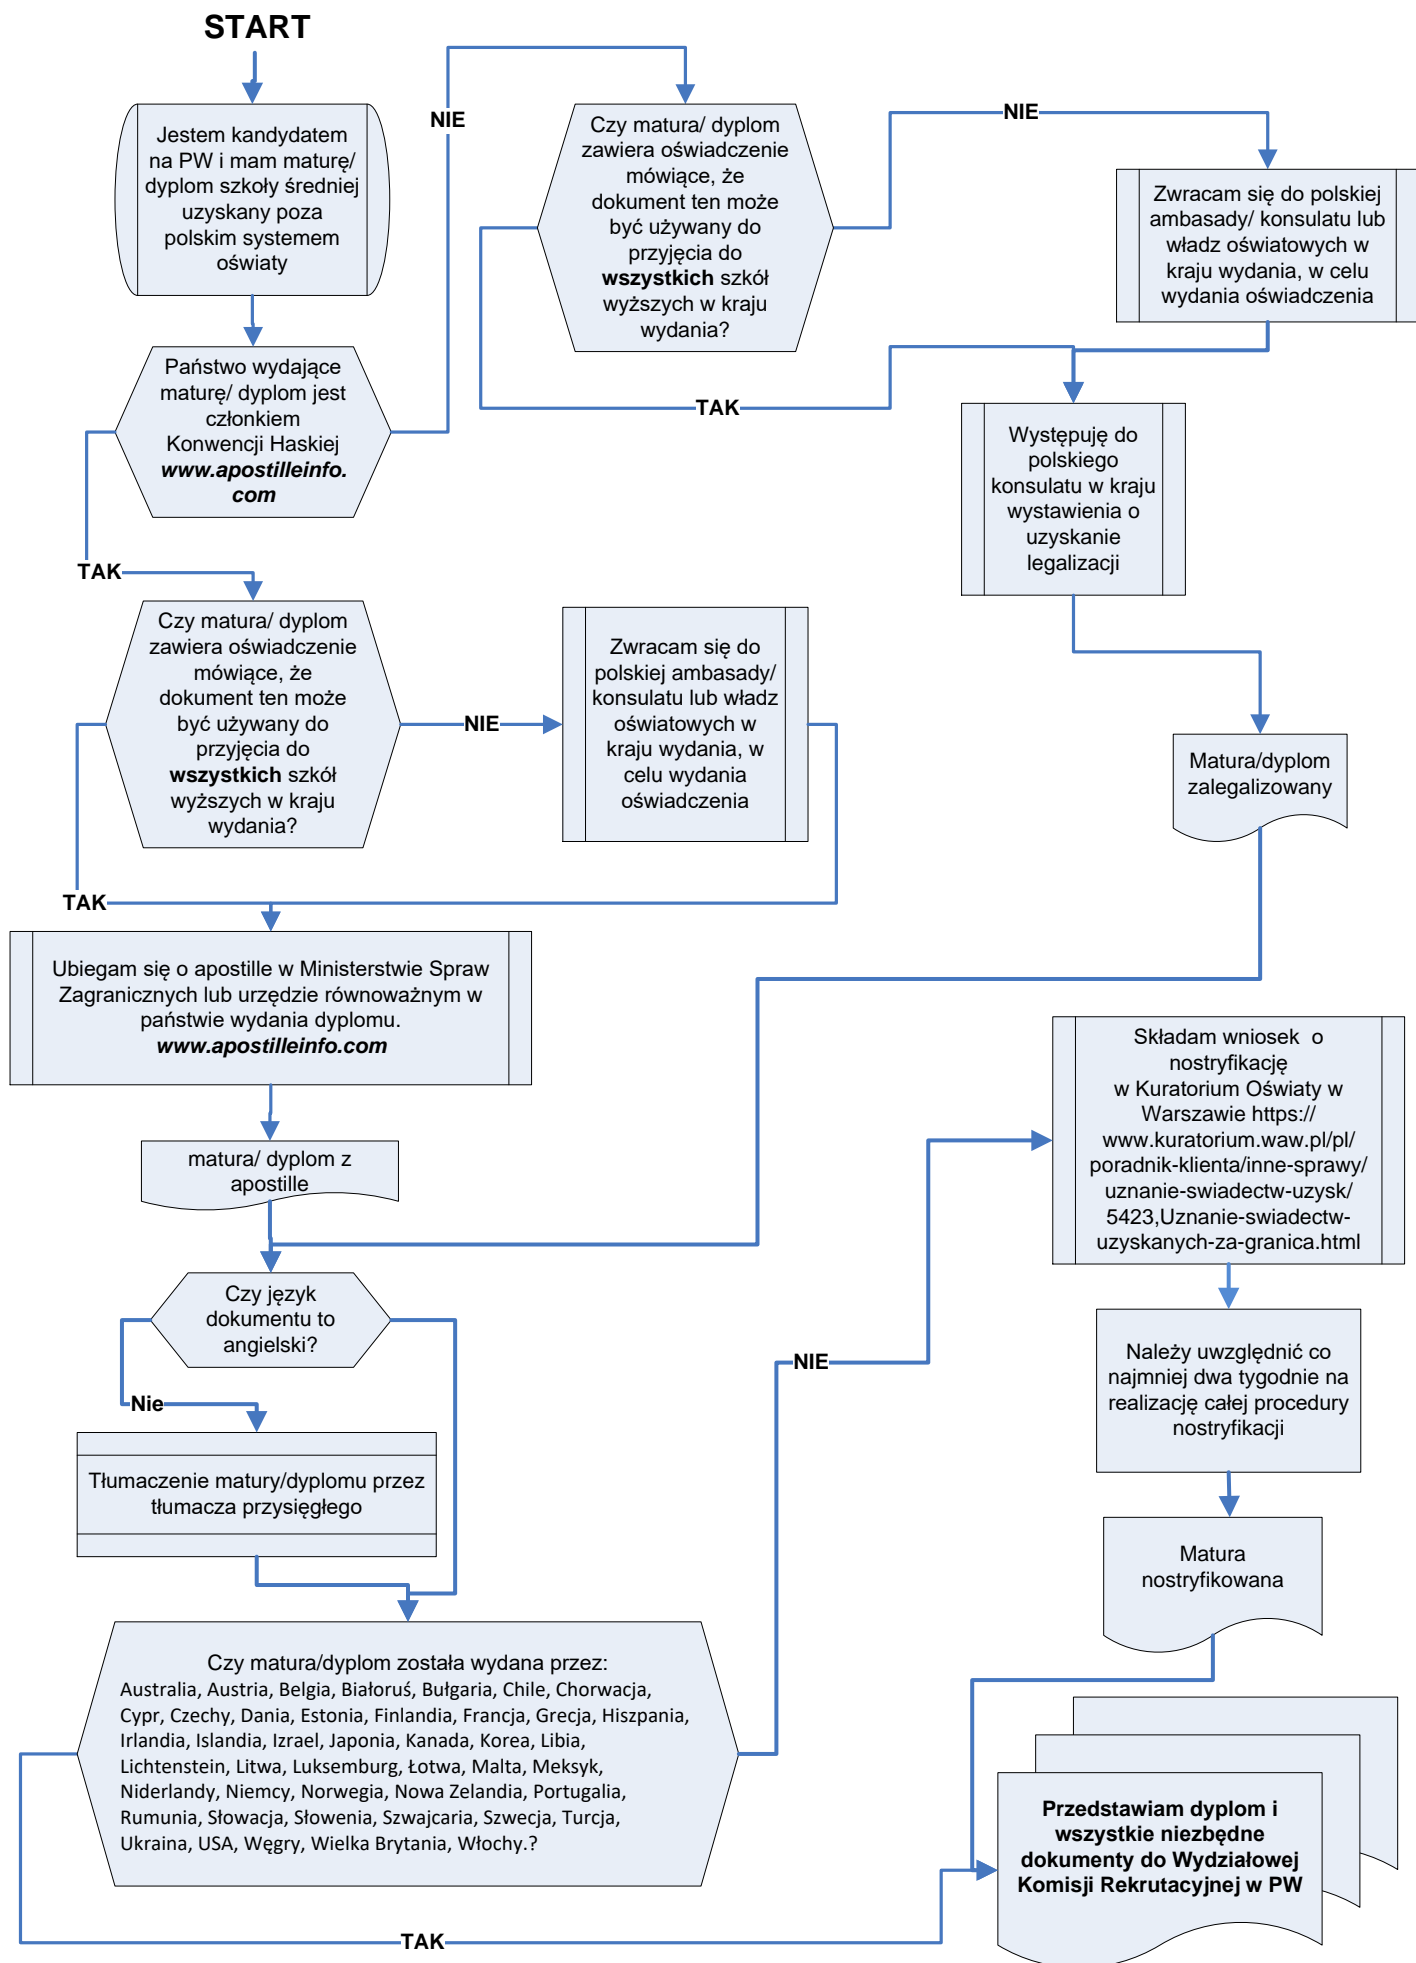 START
Jestem kandydatem
na PW i mam maturę/
dyplom szkoły średniej
uzyskany poza
polskim systemem
oświaty
NIE
Czy matura/ dyplom
zawiera oświadczenie
mówiące, że
dokument ten może
być używany do
przyjęcia do
wszystkich szkół
wyższych w kraju
wydania?
NIE
Zwracam się do polskiej
ambasady/ konsulatu lub
władz oświatowych w
kraju wydania, w celu
wydania oświadczenia
TAK
Państwo wydające
maturę/ dyplom jest
członkiem
Konwencji Haskiej
www.apostilleinfo.
com
Występuję do
polskiego
konsulatu w kraju
wystawienia o
uzyskanie
legalizacji
TAK
Czy matura/ dyplom
zawiera oświadczenie
mówiące, że
dokument ten może
być używany do
przyjęcia do
wszystkich szkół
wyższych w kraju
wydania?
NIE
Zwracam się do
polskiej ambasady/
konsulatu lub władz
oświatowych w
kraju wydania, w
celu wydania
oświadczenia
Matura/dyplom
zalegalizowany
TAK
Ubiegam się o apostille w Ministerstwie Spraw
Zagranicznych lub urzędzie równoważnym w
państwie wydania dyplomu.
www.apostilleinfo.com
matura/ dyplom z
apostille
Składam wniosek  o
nostryfikację
w Kuratorium Oświaty w
Warszawie https://
www.kuratorium.waw.pl/pl/
poradnik-klienta/inne-sprawy/
uznanie-swiadectw-uzysk/
5423,Uznanie-swiadectw-
uzyskanych-za-granica.html
Czy język
dokumentu to
angielski?
Nie
NIE
Należy uwzględnić co
najmniej dwa tygodnie na
realizację całej procedury
nostryfikacji
Tłumaczenie matury/dyplomu przez
tłumacza przysięgłego
Matura
nostryfikowana
Czy matura/dyplom została wydana przez:
Australia, Austria, Belgia, Białoruś, Bułgaria, Chile, Chorwacja,
Cypr, Czechy, Dania, Estonia, Finlandia, Francja, Grecja, Hiszpania,
Irlandia, Islandia, Izrael, Japonia, Kanada, Korea, Libia,
Lichtenstein, Litwa, Luksemburg, Łotwa, Malta, Meksyk,
Niderlandy, Niemcy, Norwegia, Nowa Zelandia, Portugalia,
Rumunia, Słowacja, Słowenia, Szwajcaria, Szwecja, Turcja,
Ukraina, USA, Węgry, Wielka Brytania, Włochy.?
Przedstawiam dyplom i
wszystkie niezbędne
dokumenty do Wydziałowej
Komisji Rekrutacyjnej w PW
TAK